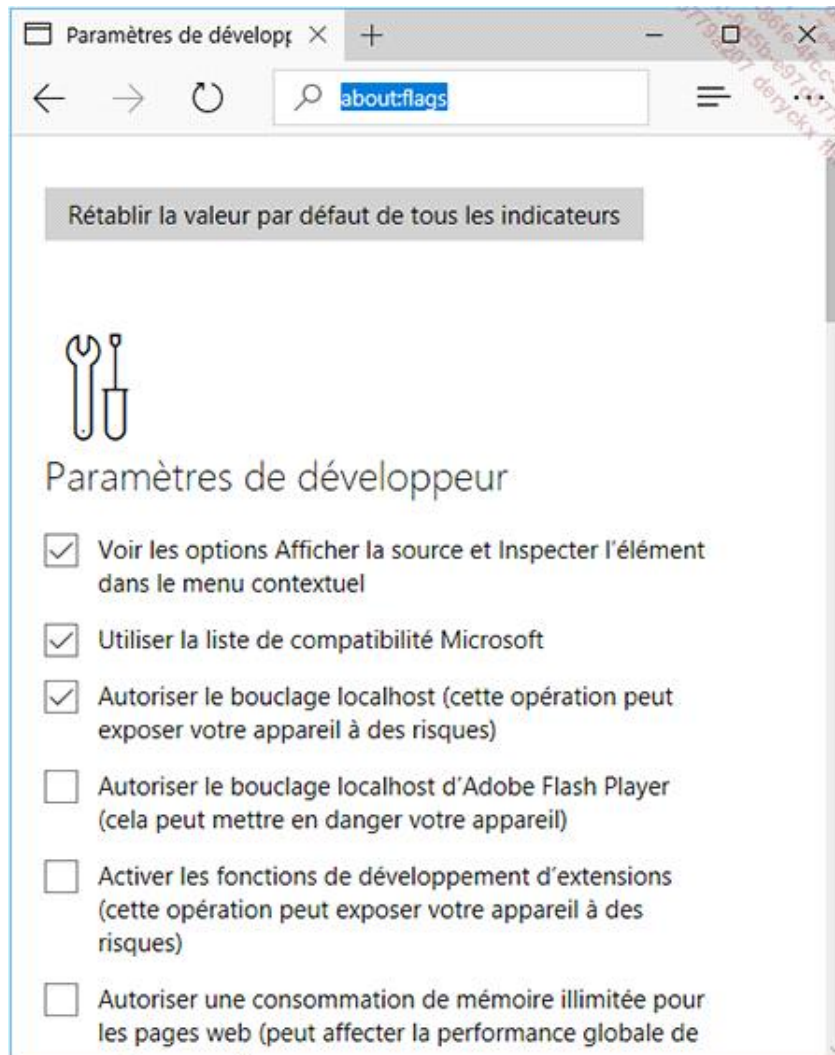 Paramètres de dévelop
about:flags
Rétablir la valeur par défaut de tous les indicateurs
Paramètres de développeur
Voir les options Afficher la source et Inspecter l'élément
dans le menu contextuel
Utiliser la liste de compatibilité Microsoft
Autoriser le bouclage localhost (cette opération peut
exposer votre appareil à des risques)
Autoriser le bouclage localhost d'Adobe Flash Player
(cela peut mettre en danger votre appareil)
Activer les fonctions de développement d'extensions
(cette opération peut exposer votre appareil à des
risques)
Autoriser une consommation de mémoire illimitée pour
les pages web (peut affecter la performance globale de